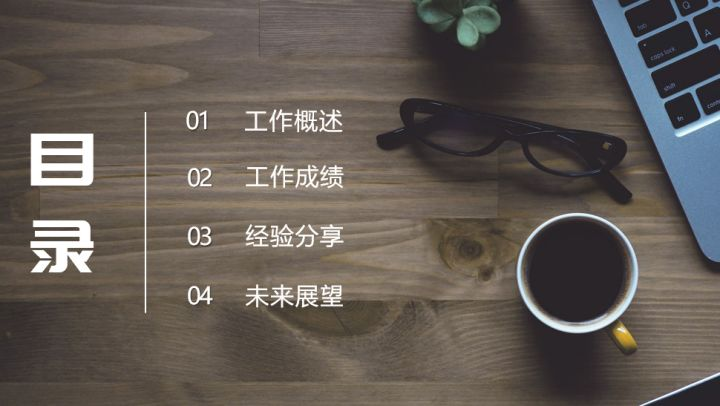 目录
01 工作概述
02 工作成绩
03 经验分享
04 未来展望
tab
caps lock
shift
fn
control
Q
A
Z